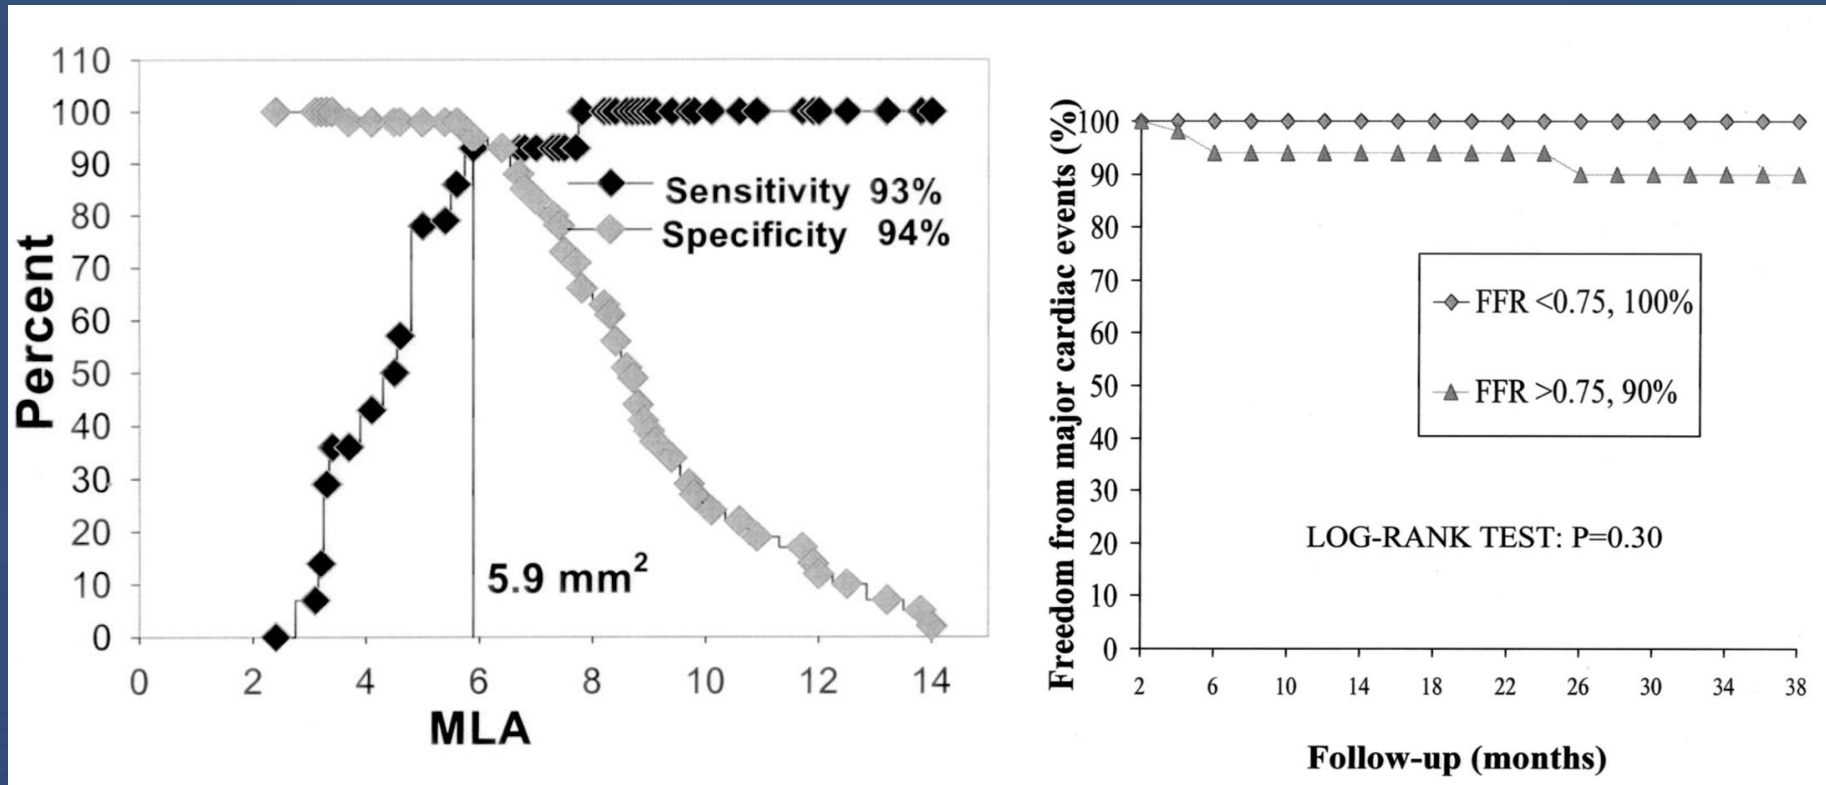 110
100
90
80
70
60
50
40
30
20
10
0
Percent
Sensitivity 93%
Specificity 94%
5.9 mm²
0 2 4 6 8 10 12 14
MLA
Freedom from major cardiac events (%)
100
90
80
70
60
50
40
30
20
10
0
FFR <0.75, 100%
FFR >0.75, 90%
LOG-RANK TEST: P=0.30
2 6 10 14 18 22 26 30 34 38
Follow-up (months)